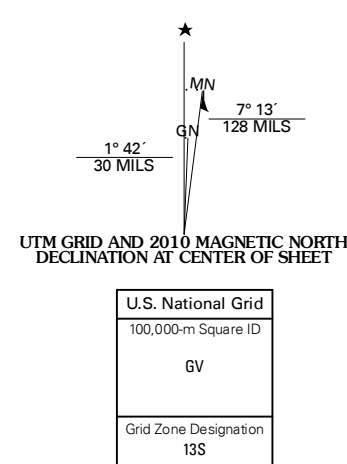 ★
MN
GN
7° 13´
128 MILS
1° 42´
30 MILS
UTM GRID AND 2010 MAGNETIC NORTH
DECLINATION AT CENTER OF SHEET
U.S. National Grid
100,000-m Square ID
GV
Grid Zone Designation
13S